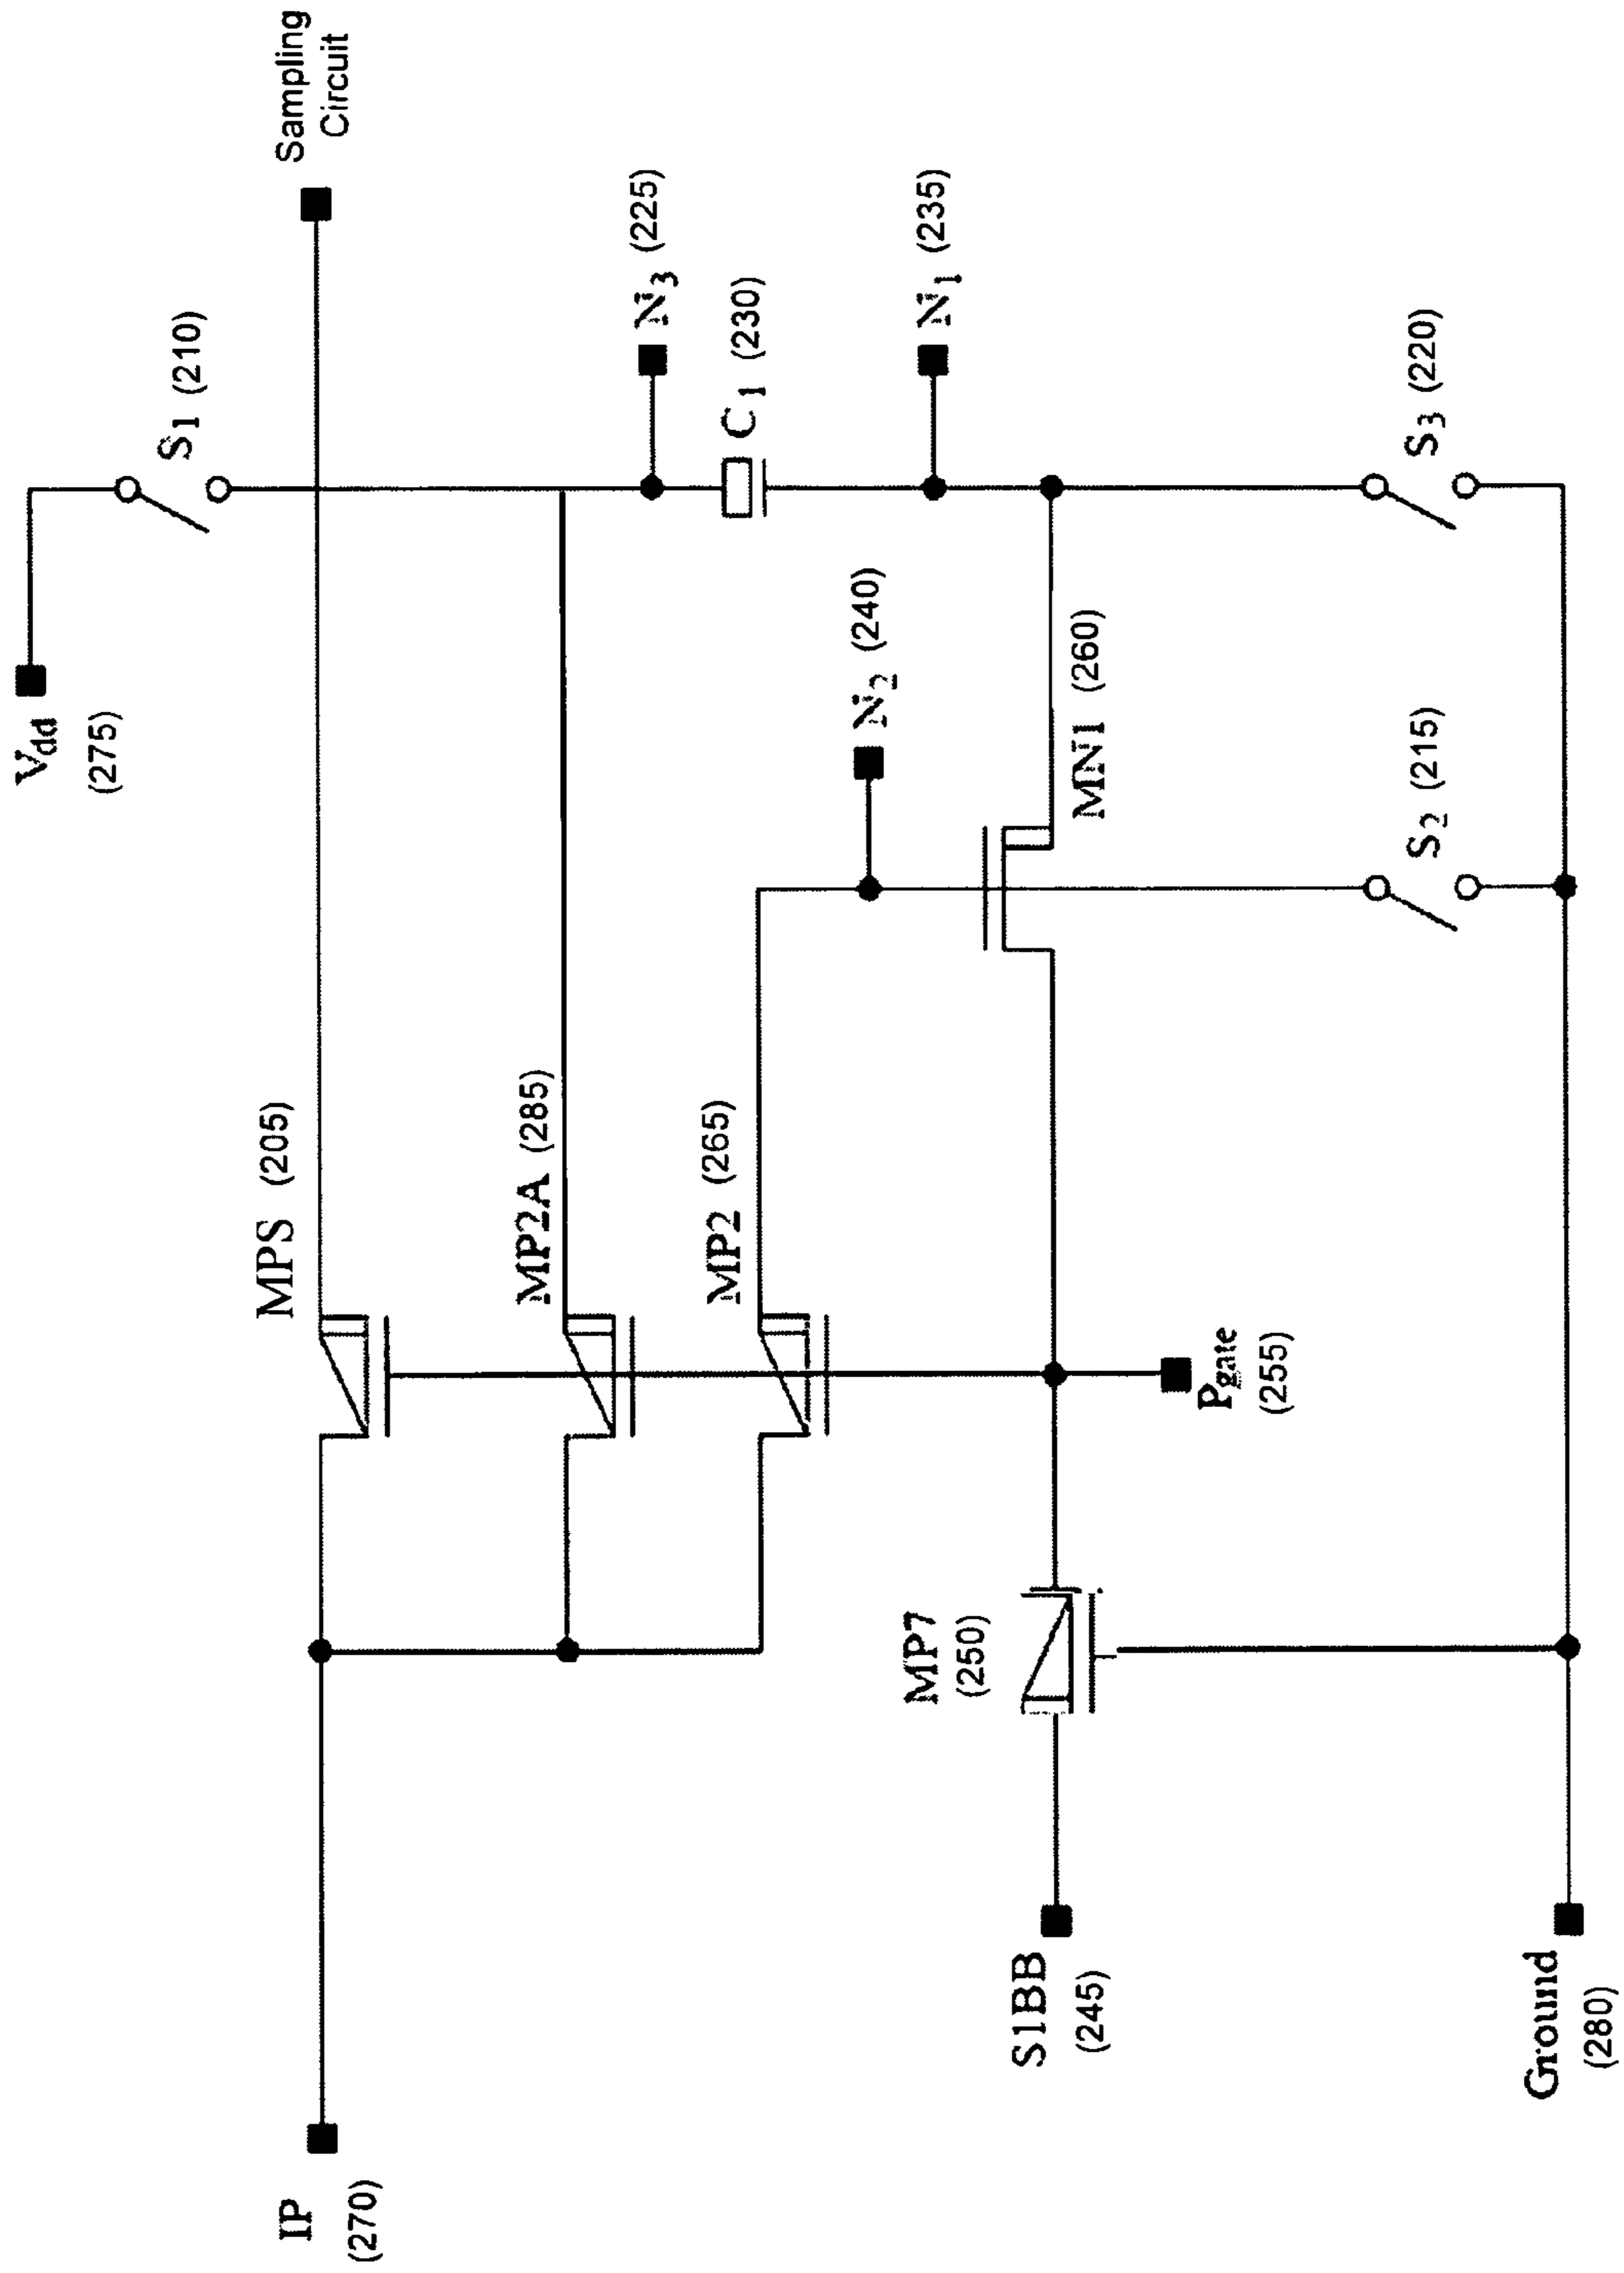 Vdd
(275)
S1 (210)
Sampling
Circuit
MPS (205)
IP
(270)
MP2A (285)
N3 (225)
MP2 (265)
C1 (230)
N2 (240)
N1 (235)
MP7
(250)
MN1 (260)
S1BB
(245)
Pgate
(255)
S2 (215)
S3 (220)
Ground
(280)